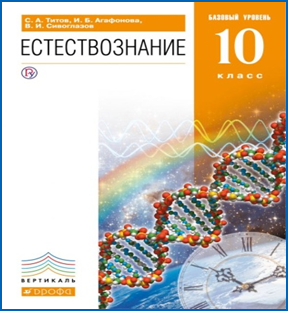 С. А. Титов, И. Б. Агафонова,
В. И. Сивоглазов
БАЗОВЫЙ УРОВЕНЬ
ЕСТЕСТВОЗНАНИЕ
10
КЛАСС
ВЕРТИКАЛЬ
дрофа